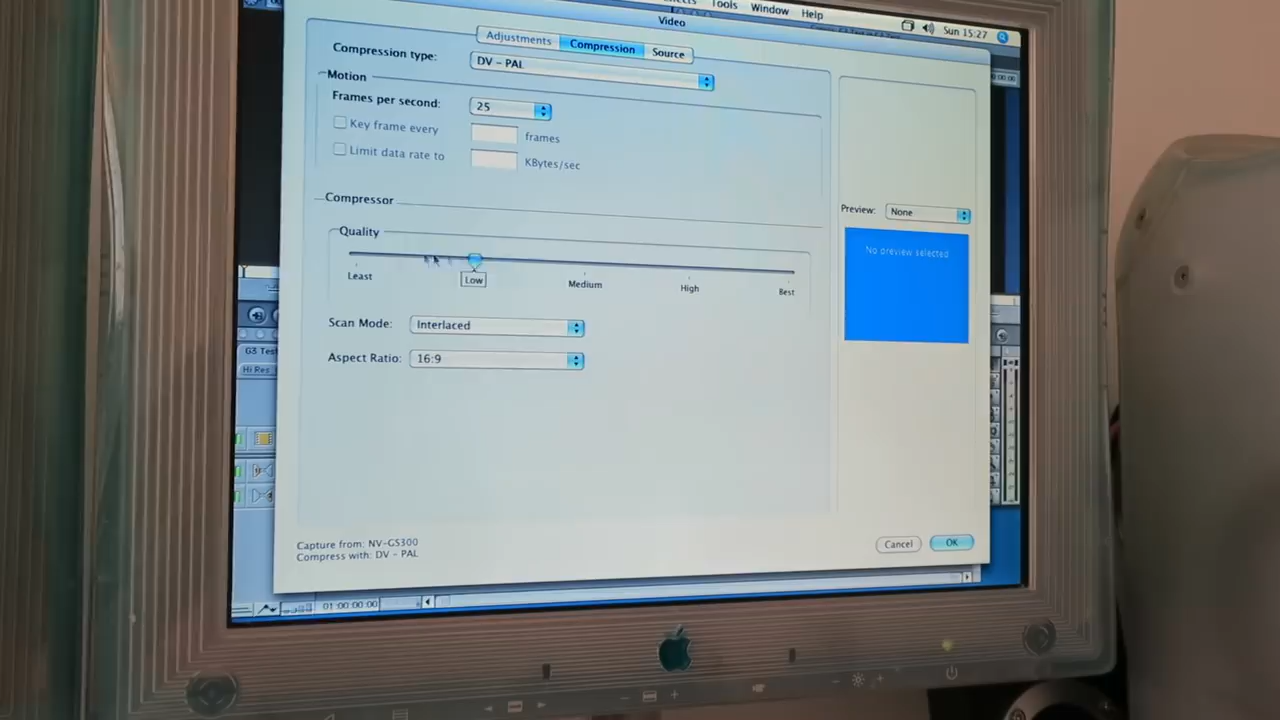 Tools Window Help
Sun 15:27
Video
Adjustments Compression Source
Compression type: DV - PAL
Motion
Frames per second: 25
Key frame every frames
Limit data rate to KBytes/sec
Compressor
Quality
Least Low Medium High Best
Scan Mode: Interlaced
Aspect Ratio: 16:9
Preview: None
No preview selected
G3 Test
Hi Res
Capture from: NV-GS300
Compress with: DV - PAL
Cancel OK
01:00:00:00